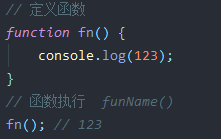 // 定义函数
function fn() {
    console.log(123);
}
// 函数执行  funName()
fn(); // 123